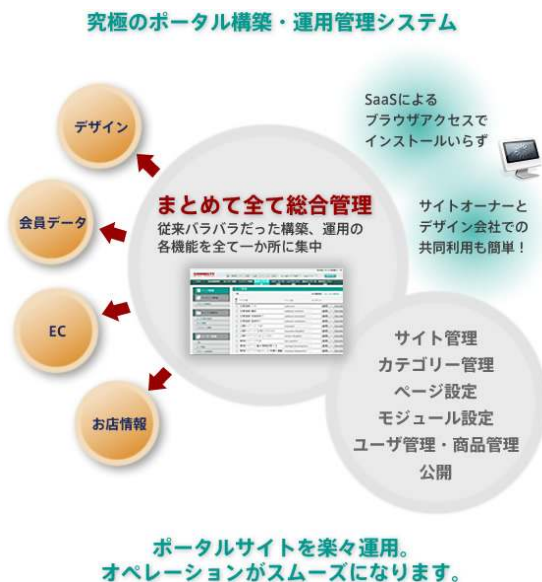 究極のポータル構築・運用管理システム
SaaSによる
ブラウザアクセスで
インストールいらず
デザイン
まとめて全て総合管理
従来バラバラだった構築、運用の
各機能を全て一か所に集中
サイトオーナーと
デザイン会社での
共同利用も簡単！
会員データ
EC
お店情報
サイト管理
カテゴリー管理
ページ設定
モジュール設定
ユーザ管理・商品管理
公開
ポータルサイトを楽々運用。
オペレーションがスムーズになります。